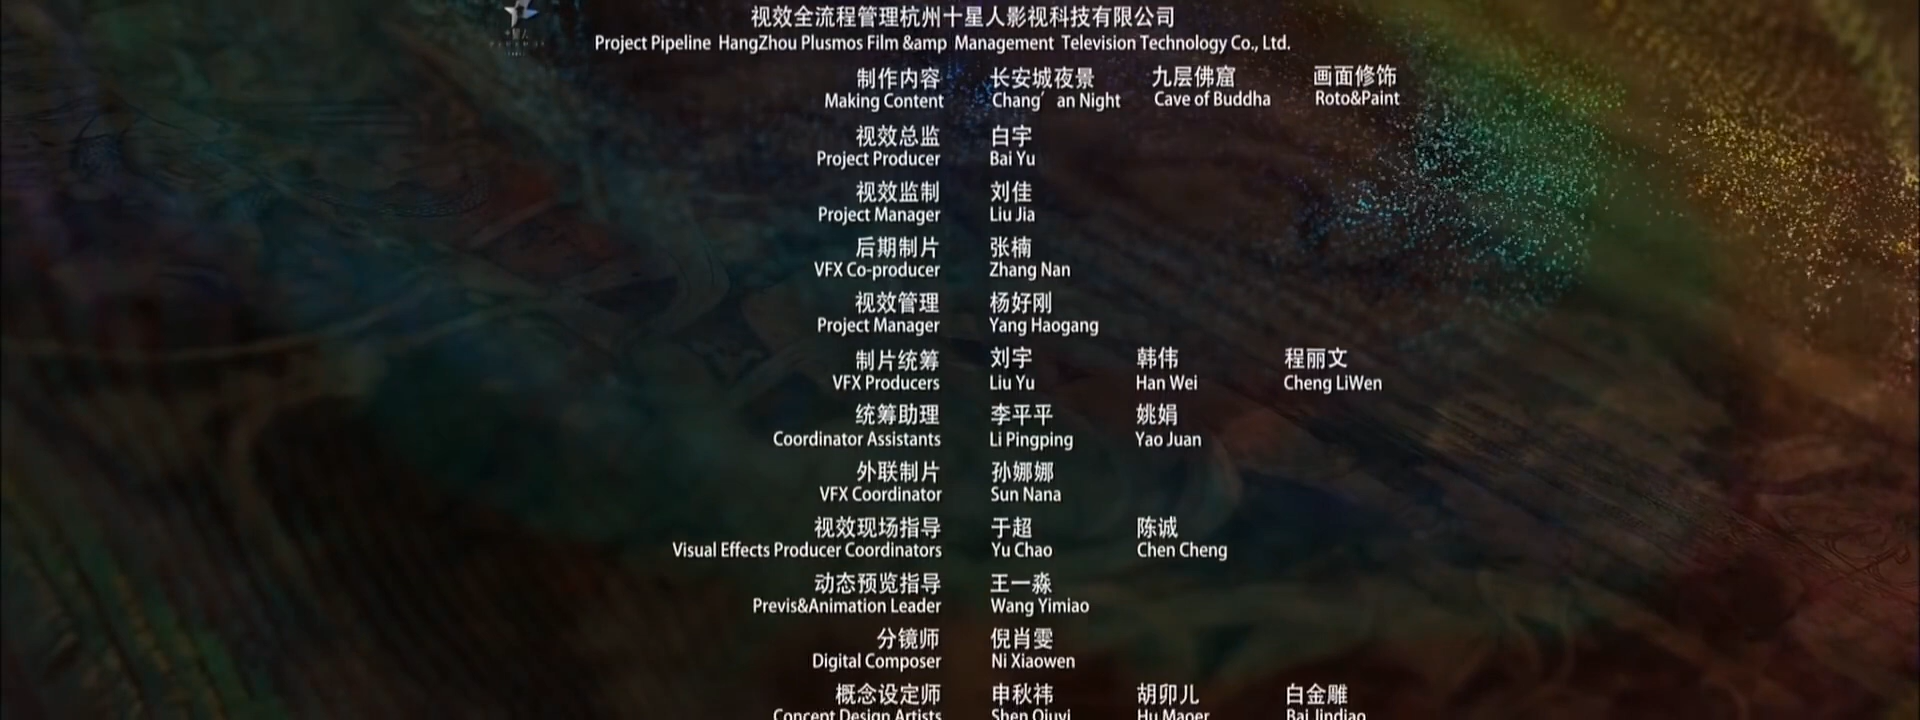 视效全流程管理杭州十星人影视科技有限公司
Project Pipeline HangZhou Plusmos Film &amp Management Television Technology Co., Ltd.
制作内容 长安城夜景 九层佛窟 画面修饰
Making Content Chang′an Night Cave of Buddha Roto&Paint
视效总监 白宇
Project Producer Bai Yu
视效监制 刘佳
Project Manager Liu Jia
后期制片 张楠
VFX Co-producer Zhang Nan
视效管理 杨好刚
Project Manager Yang Haogang
制片统筹 刘宇 韩伟 程丽文
VFX Producers Liu Yu Han Wei Cheng LiWen
统筹助理 李平平 姚娟
Coordinator Assistants Li Pingping Yao Juan
外联制片 孙娜娜
VFX Coordinator Sun Nana
视效现场指导 于超 陈诚
Visual Effects Producer Coordinators Yu Chao Chen Cheng
动态预览指导 王一淼
Previs&Animation Leader Wang Yimiao
分镜师 倪肖雯
Digital Composer Ni Xiaowen
概念设定师 申秋祎 胡卯儿 白金雕
Concept Design Artists Shen Qiuyi Hu Maoer Bai Jindiao